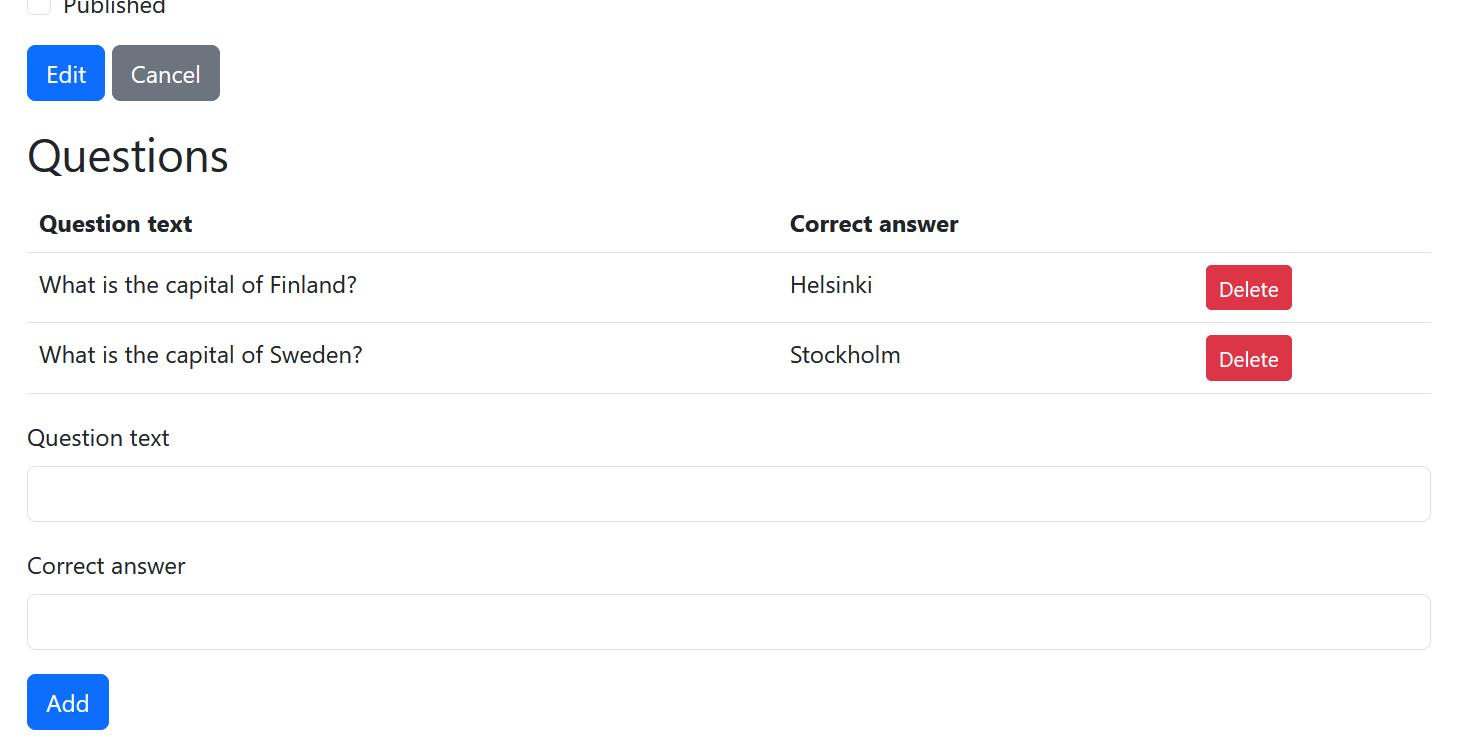 Published
Edit Cancel
Questions
Question text Correct answer
What is the capital of Finland? Helsinki Delete
What is the capital of Sweden? Stockholm Delete
Question text
Correct answer
Add